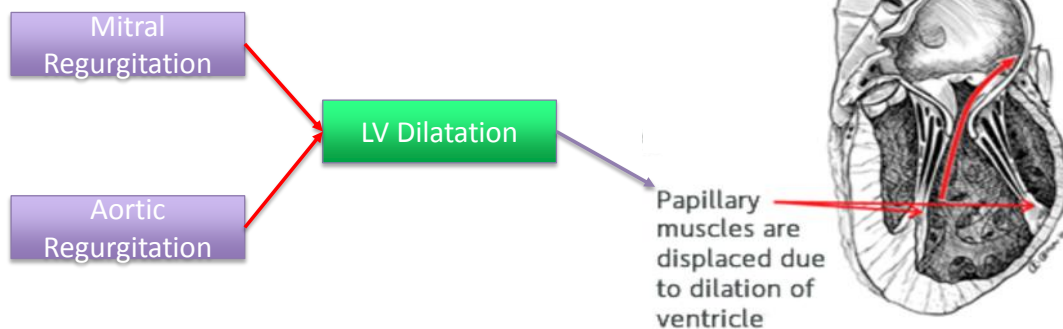 Mitral
Regurgitation
LV Dilatation
Aortic
Regurgitation
Papillary
muscles are
displaced due
to dilation of
ventricle